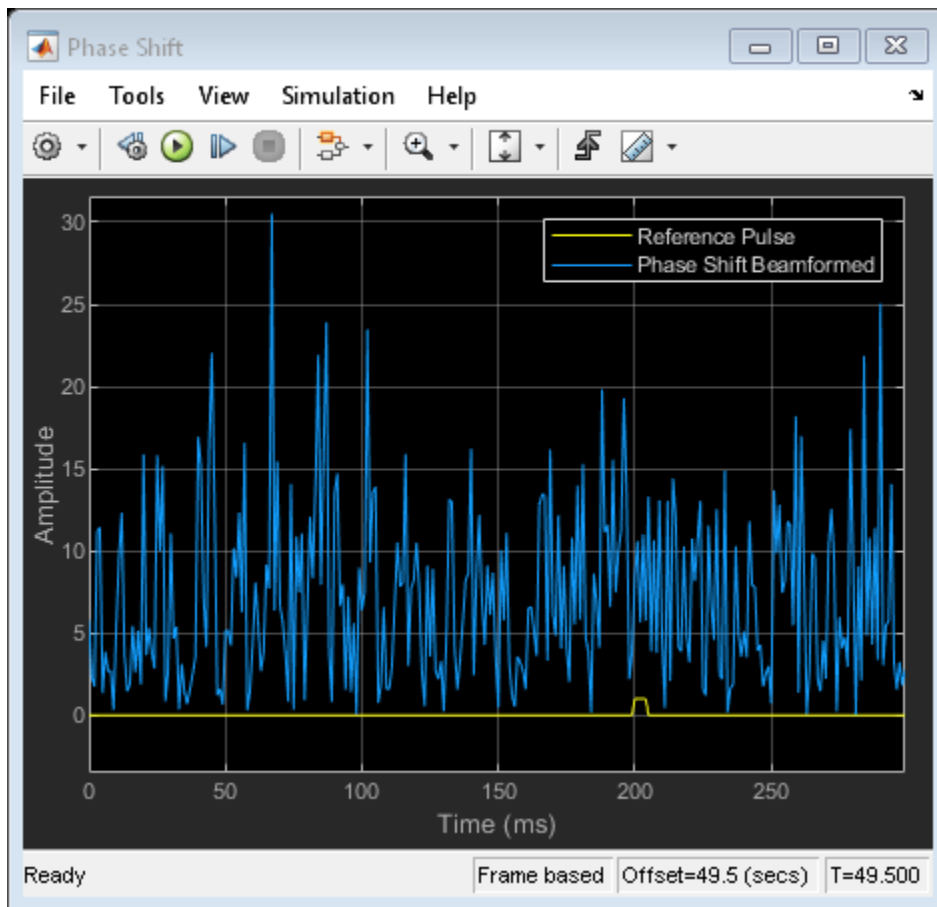 Phase Shift
File Tools View Simulation Help
30
25
20
15
10
5
0
Amplitude
Reference Pulse
Phase Shift Beamformed
0 50 100 150 200 250
Time (ms)
Ready Frame based Offset=49.5 (secs) T=49.500